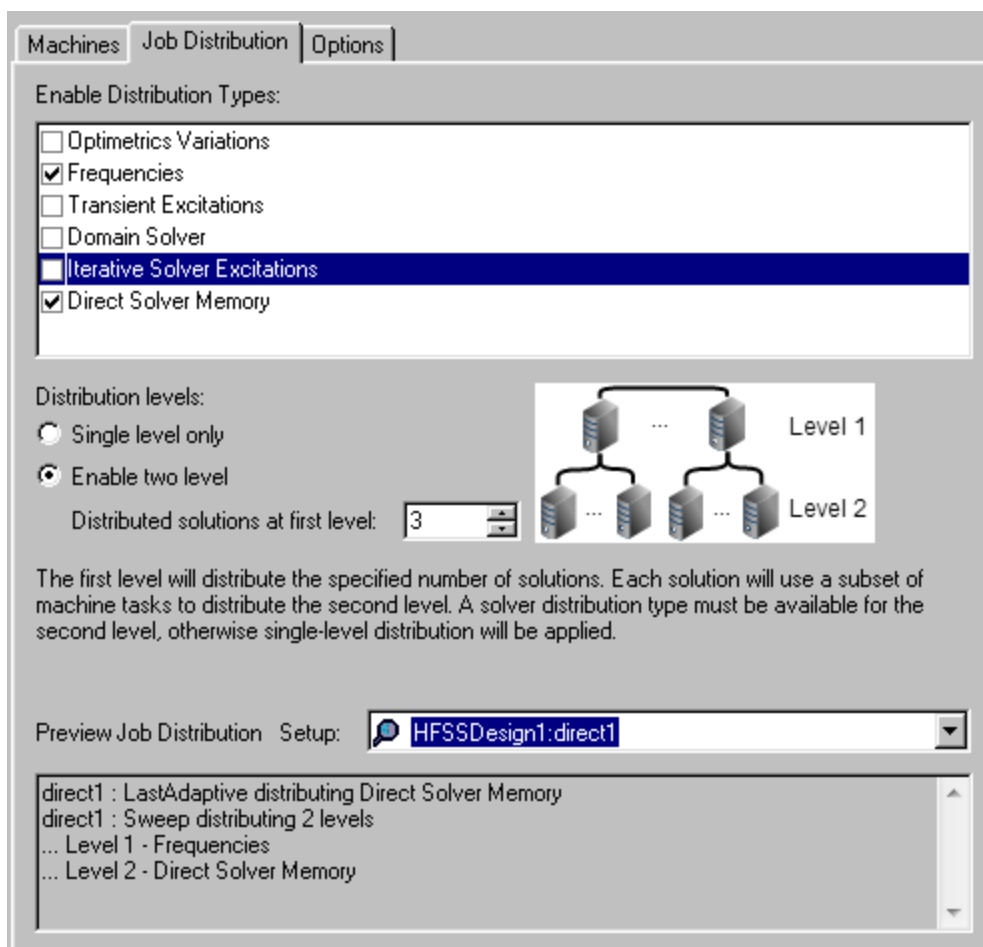 Machines Job Distribution Options
Enable Distribution Types:
Optimetrics Variations
Frequencies
Transient Excitations
Domain Solver
Iterative Solver Excitations
Direct Solver Memory
Distribution levels:
Single level only
Enable two level
Distributed solutions at first level: 3
... Level 1
... ... Level 2
The first level will distribute the specified number of solutions. Each solution will use a subset of
machine tasks to distribute the second level. A solver distribution type must be available for the
second level, otherwise single-level distribution will be applied.
Preview Job Distribution Setup: HFSSDesign1:direct1
direct1 : LastAdaptive distributing Direct Solver Memory
direct1 : Sweep distributing 2 levels
... Level 1 - Frequencies
... Level 2 - Direct Solver Memory